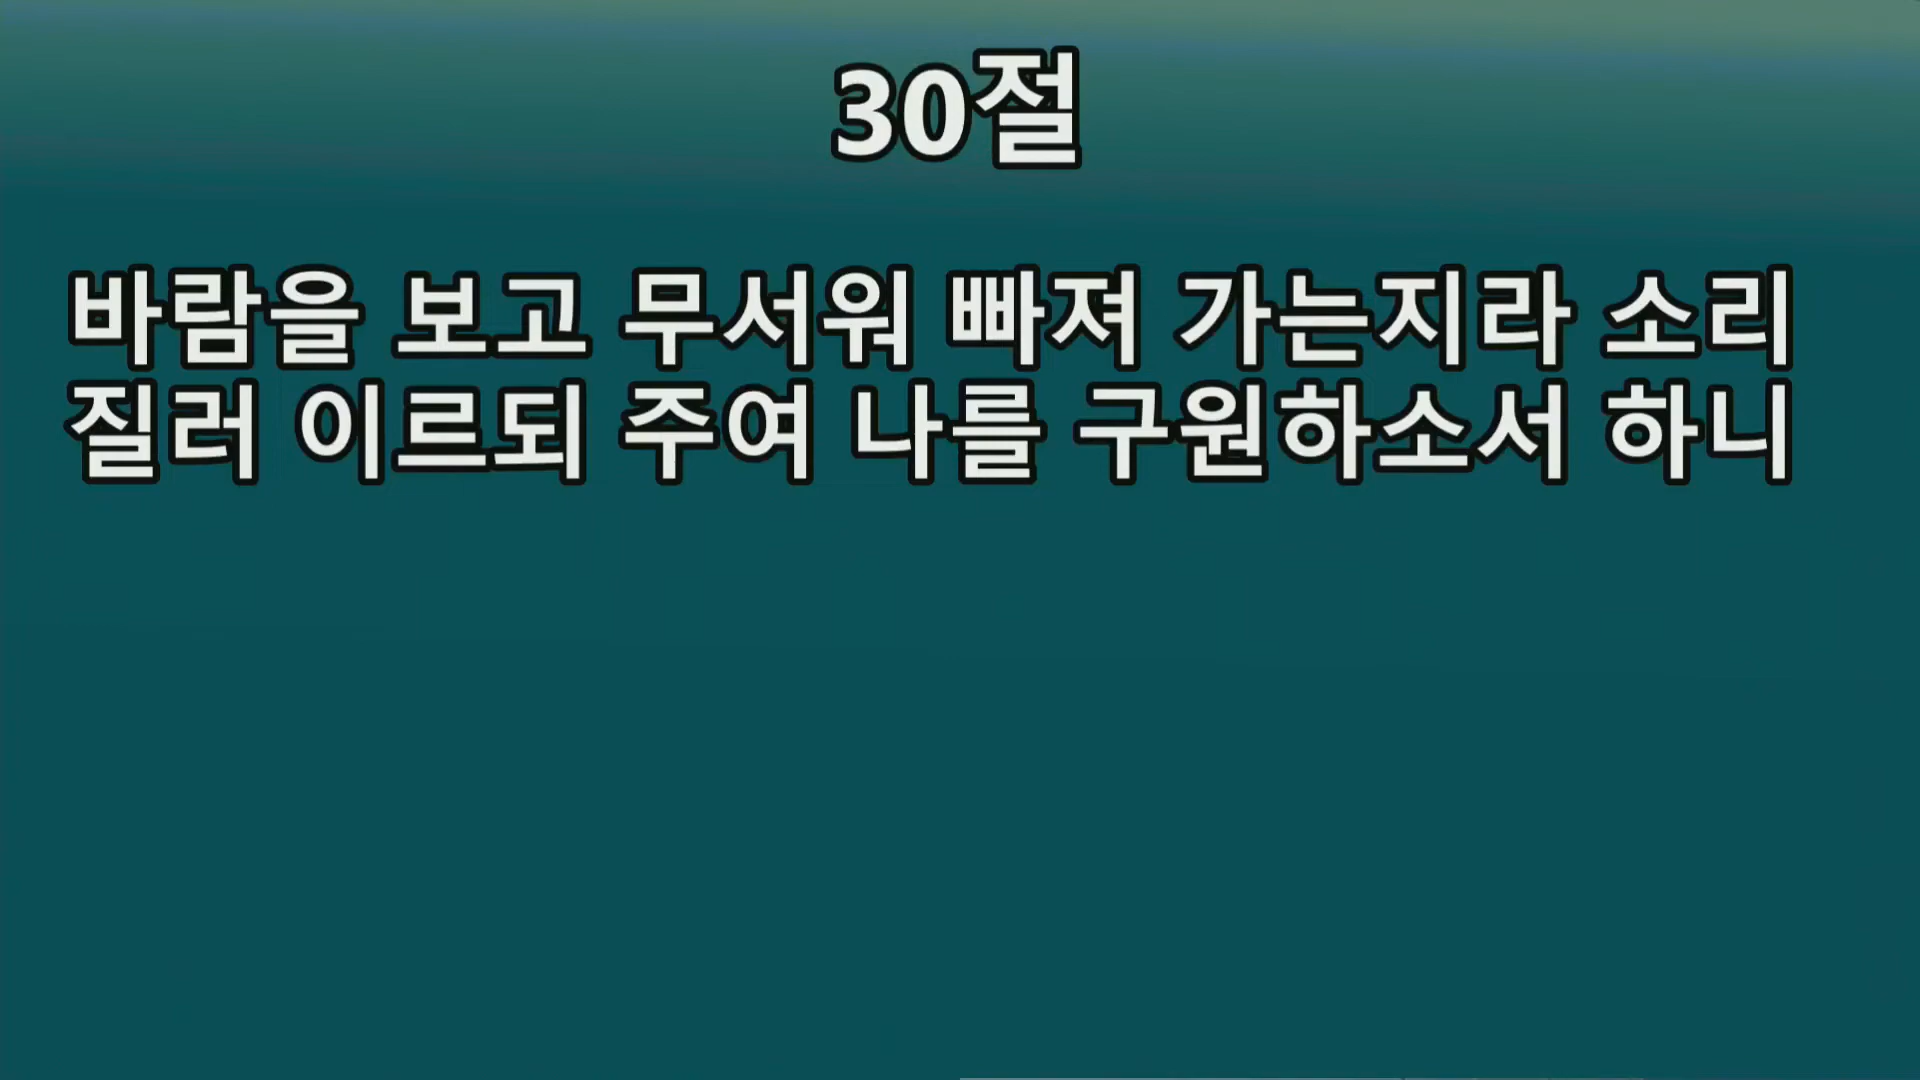 30절
바람을 보고 무서워 빠져 가는지라 소리
질러 이르되 주여 나를 구원하소서 하니